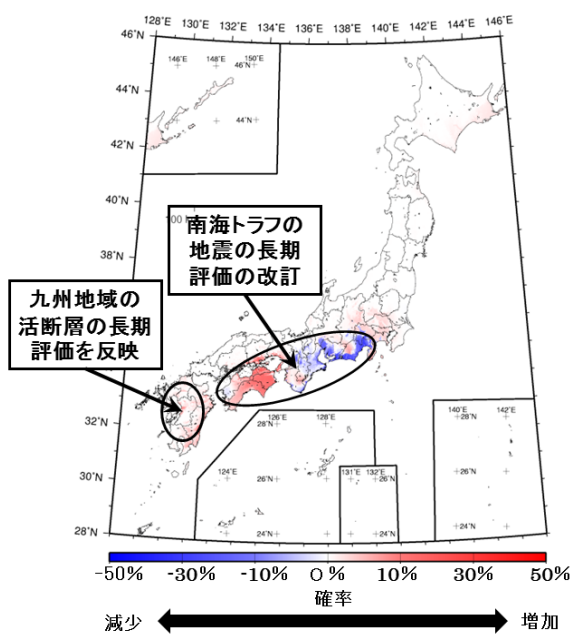 128˚E 130˚E 132˚E 134˚E 136˚E 138˚E 140˚E 142˚E 144˚E 146˚E
46˚N
146˚E 148˚E 150˚E
46˚N
44˚N
44˚N
42˚N
40˚N
100 k
南海トラフの
地震の長期
評価の改訂
38˚N
九州地域の
活断層の長期
評価を反映
32˚N
126˚E 128˚E
28˚N
140˚E 142˚E
28˚N
30˚N
124˚E
26˚N
131˚E 132˚E
26˚N
26˚N
28˚N
24˚N
24˚N
24˚N
-50% -30% -10% 0% 10% 30% 50%
確率
減少 増加